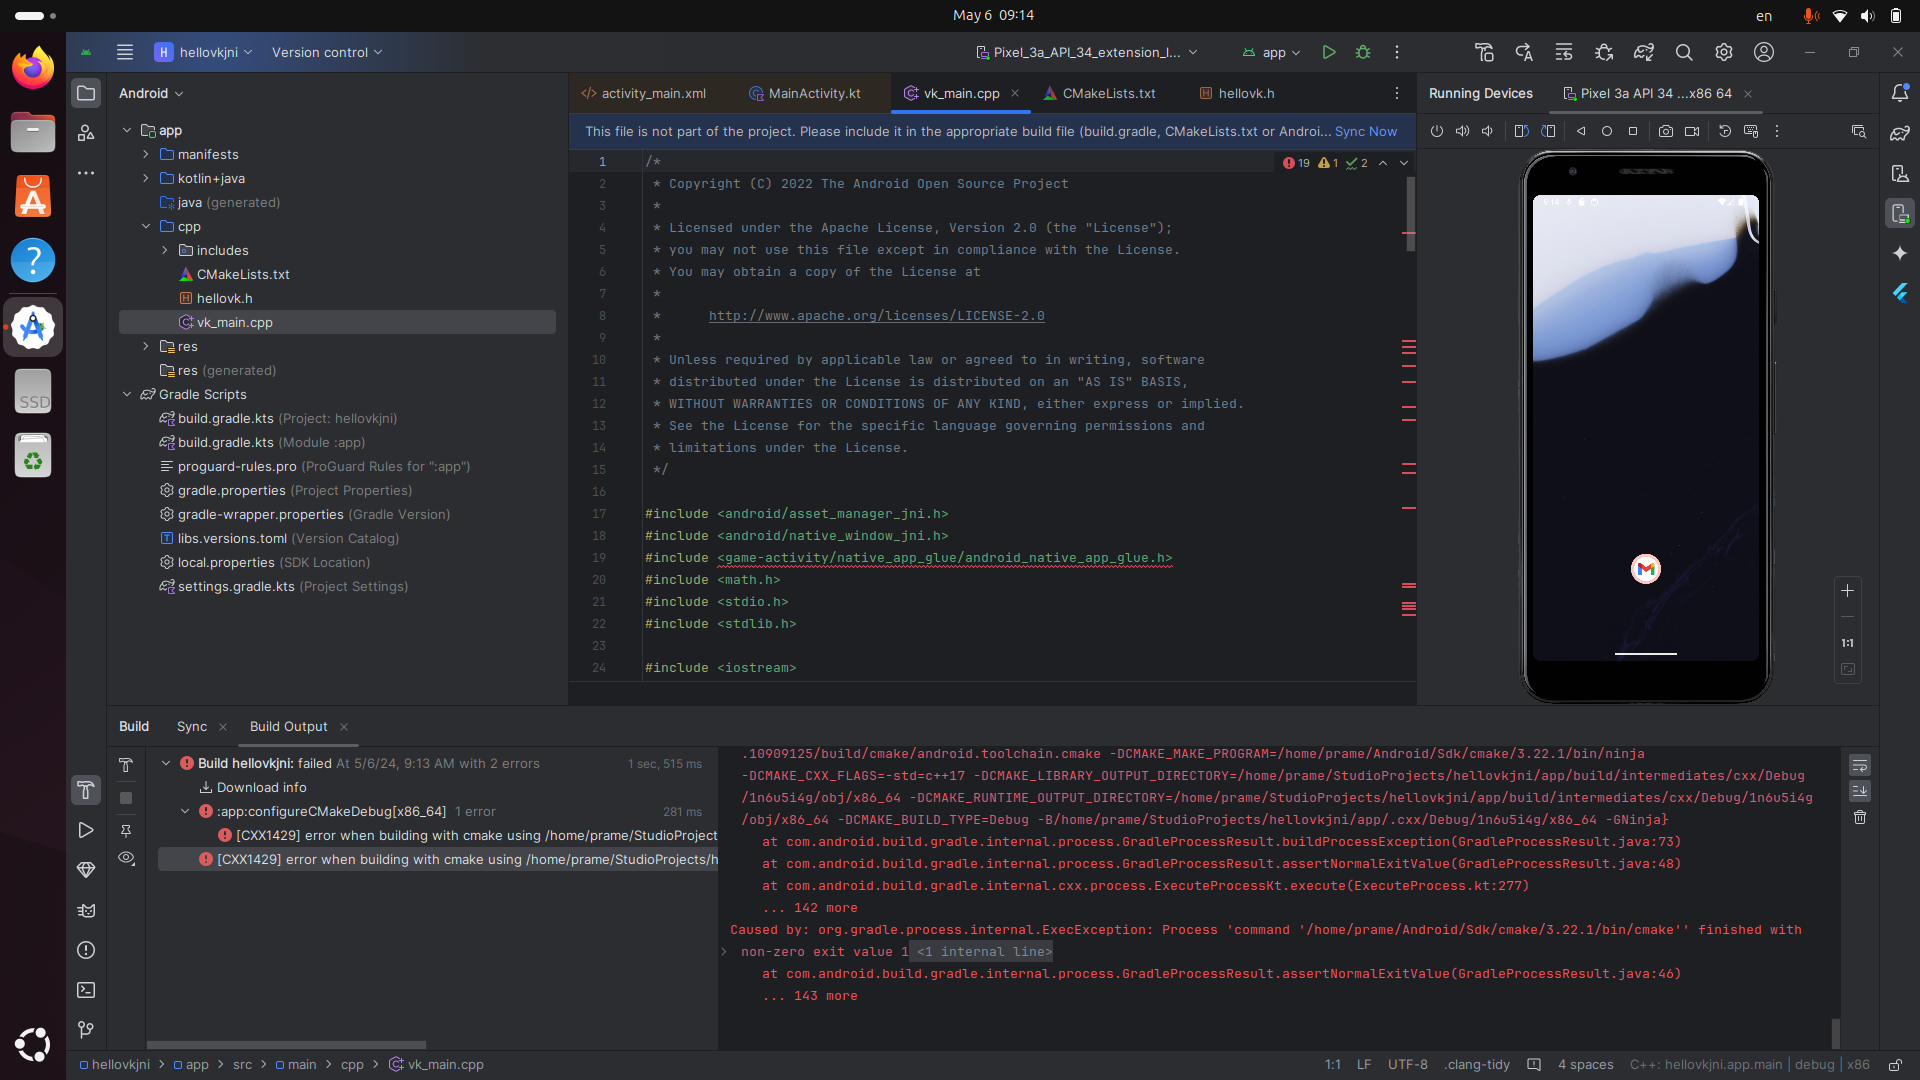 May 6 09:14
en
H hellovkjni
Version control
Pixel_3a_API_34_extension_l...
app
Android
activity_main.xml
MainActivity.kt
vk_main.cpp
CMakeLists.txt
hellovk.h
Running Devices
Pixel 3a API 34 ...x86 64
This file is not part of the project. Please include it in the appropriate build file (build.gradle, CMakeLists.txt or Androi... Sync Now
app
manifests
kotlin+java
java (generated)
cpp
includes
CMakeLists.txt
hellovk.h
vk_main.cpp
res
res (generated)
Gradle Scripts
build.gradle.kts (Project: hellovkjni)
build.gradle.kts (Module :app)
proguard-rules.pro (ProGuard Rules for ":app")
gradle.properties (Project Properties)
gradle-wrapper.properties (Gradle Version)
libs.versions.toml (Version Catalog)
local.properties (SDK Location)
settings.gradle.kts (Project Settings)
SSD
19 1 2
1 /*
2 * Copyright (C) 2022 The Android Open Source Project
3 *
4 * Licensed under the Apache License, Version 2.0 (the "License");
5 * you may not use this file except in compliance with the License.
6 * You may obtain a copy of the License at
7 *
8 * http://www.apache.org/licenses/LICENSE-2.0
9 *
10 * Unless required by applicable law or agreed to in writing, software
11 * distributed under the License is distributed on an "AS IS" BASIS,
12 * WITHOUT WARRANTIES OR CONDITIONS OF ANY KIND, either express or implied.
13 * See the License for the specific language governing permissions and
14 * limitations under the License.
15 */
16
17 #include <android/asset_manager_jni.h>
18 #include <android/native_window_jni.h>
19 #include <game-activity/native_app_glue/android_native_app_glue.h>
20 #include <math.h>
21 #include <stdio.h>
22 #include <stdlib.h>
23
24 #include <iostream>
9:14
1:1
Build
Sync
Build Output
Build hellovkjni: failed At 5/6/24, 9:13 AM with 2 errors 1 sec, 515 ms
Download info
:app:configureCMakeDebug[x86_64] 1 error 281 ms
[CXX1429] error when building with cmake using /home/prame/StudioProject
[CXX1429] error when building with cmake using /home/prame/StudioProjects/h
.10909125/build/cmake/android.toolchain.cmake -DCMAKE_MAKE_PROGRAM=/home/prame/Android/Sdk/cmake/3.22.1/bin/ninja
-DCMAKE_CXX_FLAGS=-std=c++17 -DCMAKE_LIBRARY_OUTPUT_DIRECTORY=/home/prame/StudioProjects/hellovkjni/app/build/intermediates/cxx/Debug
/1n6u5i4g/obj/x86_64 -DCMAKE_RUNTIME_OUTPUT_DIRECTORY=/home/prame/StudioProjects/hellovkjni/app/build/intermediates/cxx/Debug/1n6u5i4g
/obj/x86_64 -DCMAKE_BUILD_TYPE=Debug -B/home/prame/StudioProjects/hellovkjni/app/.cxx/Debug/1n6u5i4g/x86_64 -GNinja}
at com.android.build.gradle.internal.process.GradleProcessResult.buildProcessException(GradleProcessResult.java:73)
at com.android.build.gradle.internal.process.GradleProcessResult.assertNormalExitValue(GradleProcessResult.java:48)
at com.android.build.gradle.internal.cxx.process.ExecuteProcessKt.execute(ExecuteProcess.kt:277)
... 142 more
Caused by: org.gradle.process.internal.ExecException: Process 'command '/home/prame/Android/Sdk/cmake/3.22.1/bin/cmake'' finished with
non-zero exit value 1 <1 internal line>
at com.android.build.gradle.internal.process.GradleProcessResult.assertNormalExitValue(GradleProcessResult.java:46)
... 143 more
hellovkjni > app > src > main > cpp > vk_main.cpp
1:1 LF UTF-8 .clang-tidy 4 spaces C++: hellovkjni.app.main | debug | x86